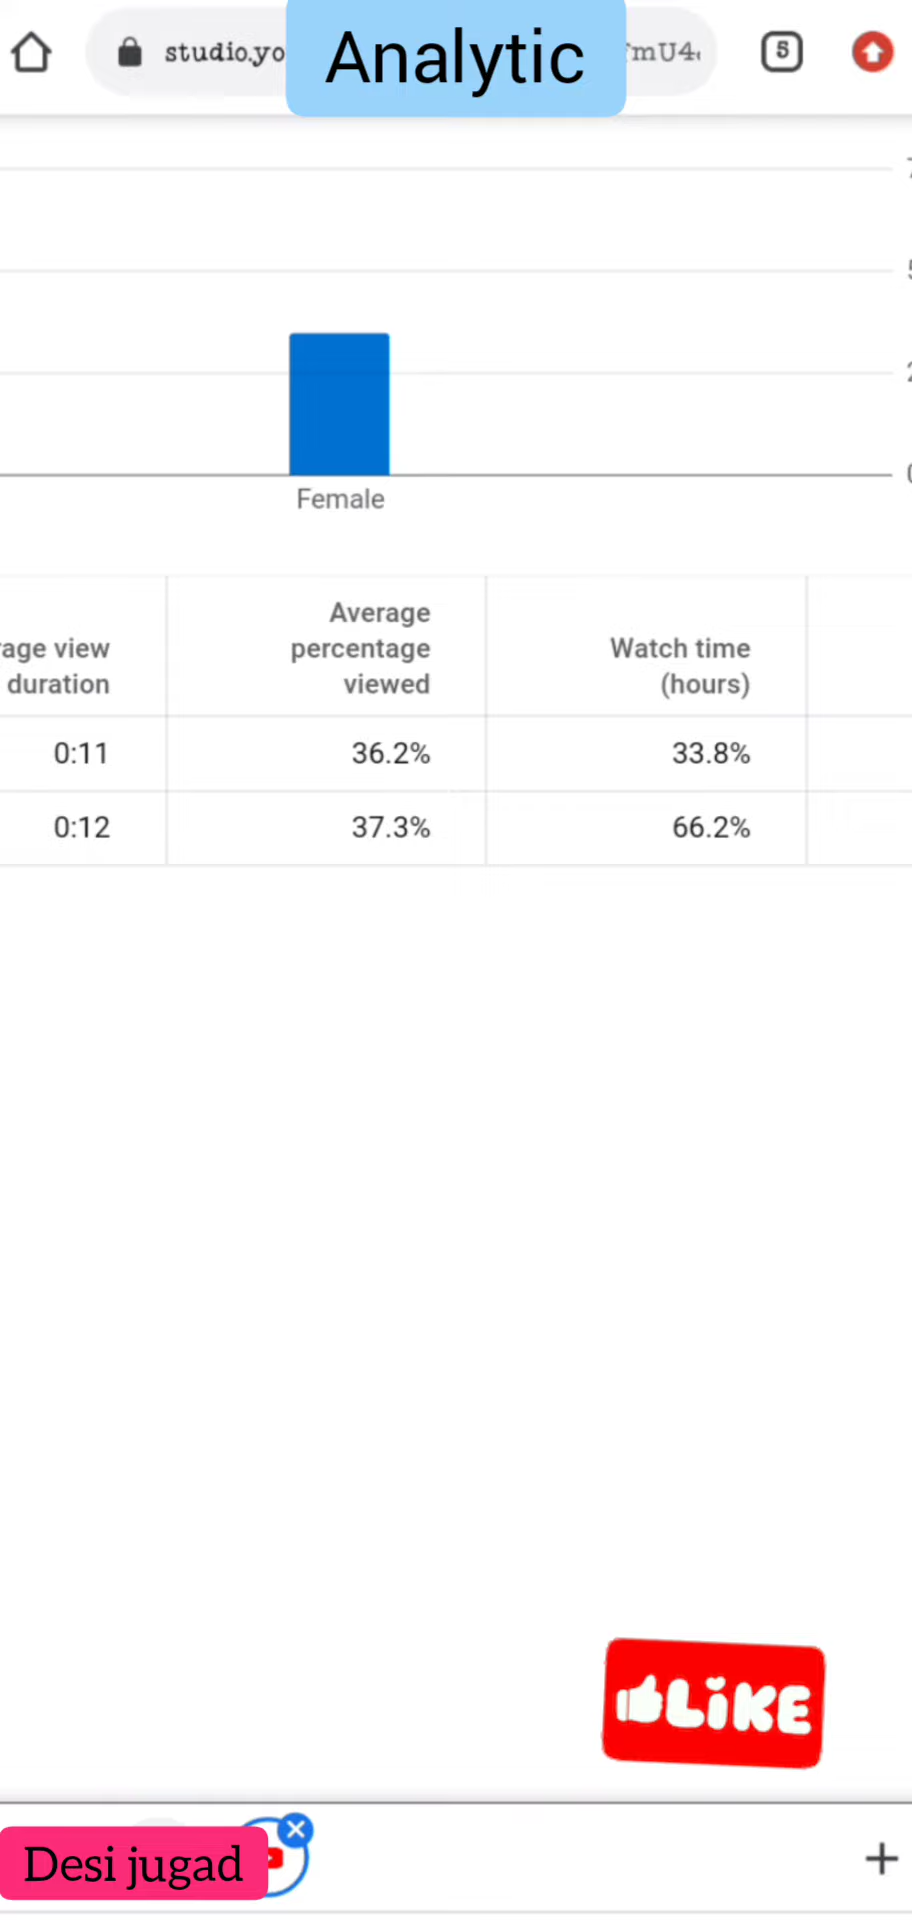 studio.yo
Analytic
mU4
5
Female
age view
duration
Average
percentage
viewed
Watch time
(hours)
0:11
36.2%
33.8%
0:12
37.3%
66.2%
LiKE
Desi jugad